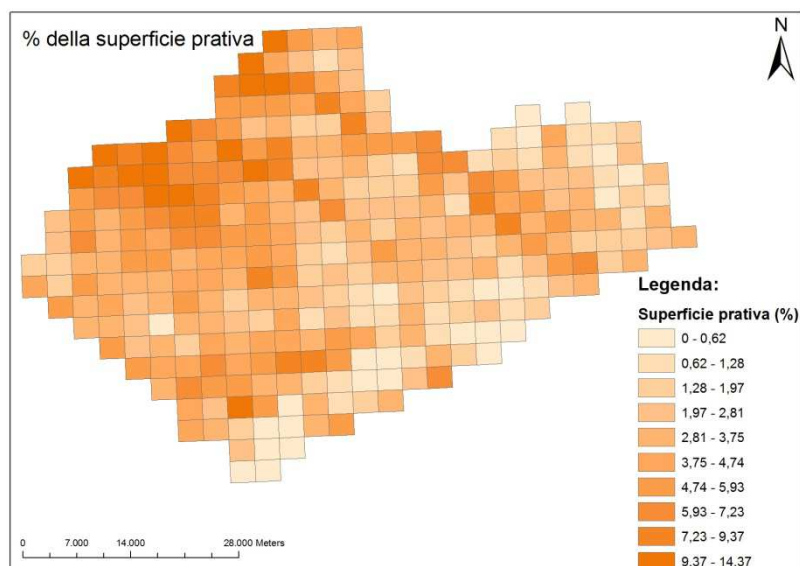 % della superficie prativa
N
Legenda:
Superficie prativa (%)
0 - 0,62
0,62 - 1,28
1,28 - 1,97
1,97 - 2,81
2,81 - 3,75
3,75 - 4,74
4,74 - 5,93
5,93 - 7,23
7,23 - 9,37
9,37 - 14,37
0 7.000 14.000 28.000 Meters